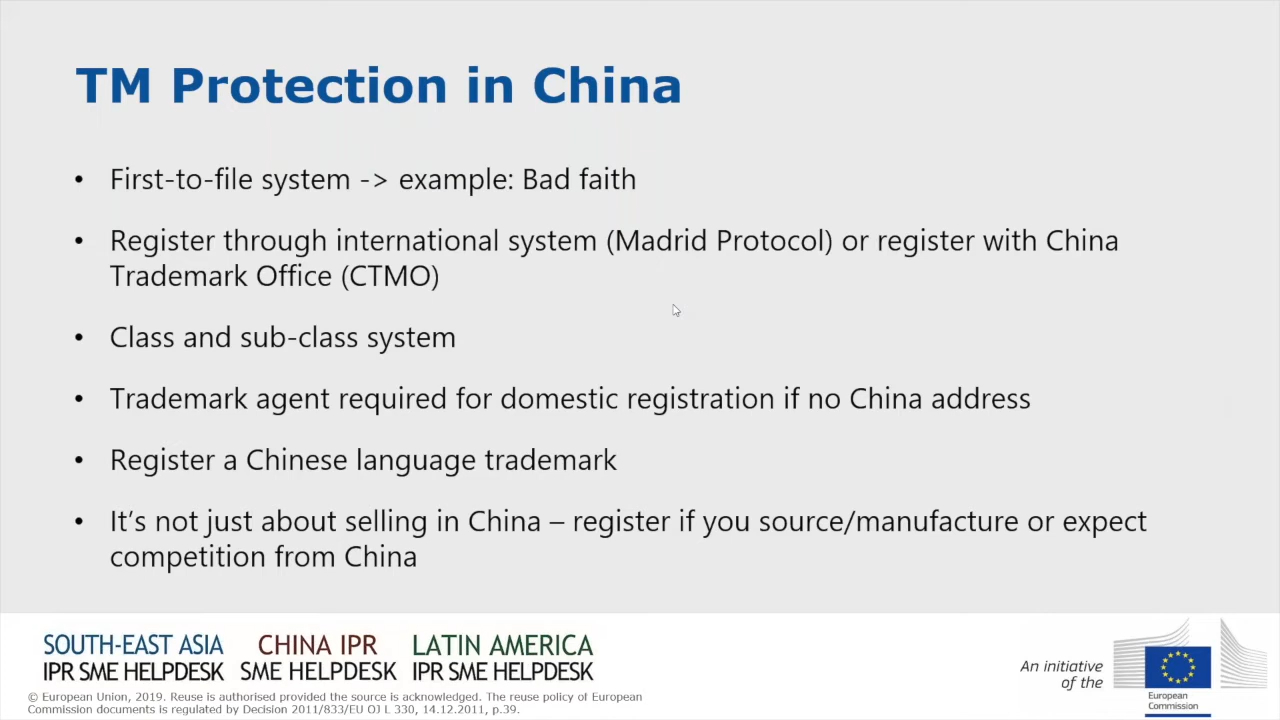 TM Protection in China
• First-to-file system -> example: Bad faith
• Register through international system (Madrid Protocol) or register with China
Trademark Office (CTMO)
• Class and sub-class system
• Trademark agent required for domestic registration if no China address
• Register a Chinese language trademark
• It’s not just about selling in China – register if you source/manufacture or expect
competition from China
SOUTH-EAST ASIA
IPR SME HELPDESK
CHINA IPR
SME HELPDESK
LATIN AMERICA
IPR SME HELPDESK
© European Union, 2019. Reuse is authorised provided the source is acknowledged. The reuse policy of European
Commission documents is regulated by Decision 2011/833/EU OJ L 330, 14.12.2011, p.39.
An initiative
of the
European
Commission